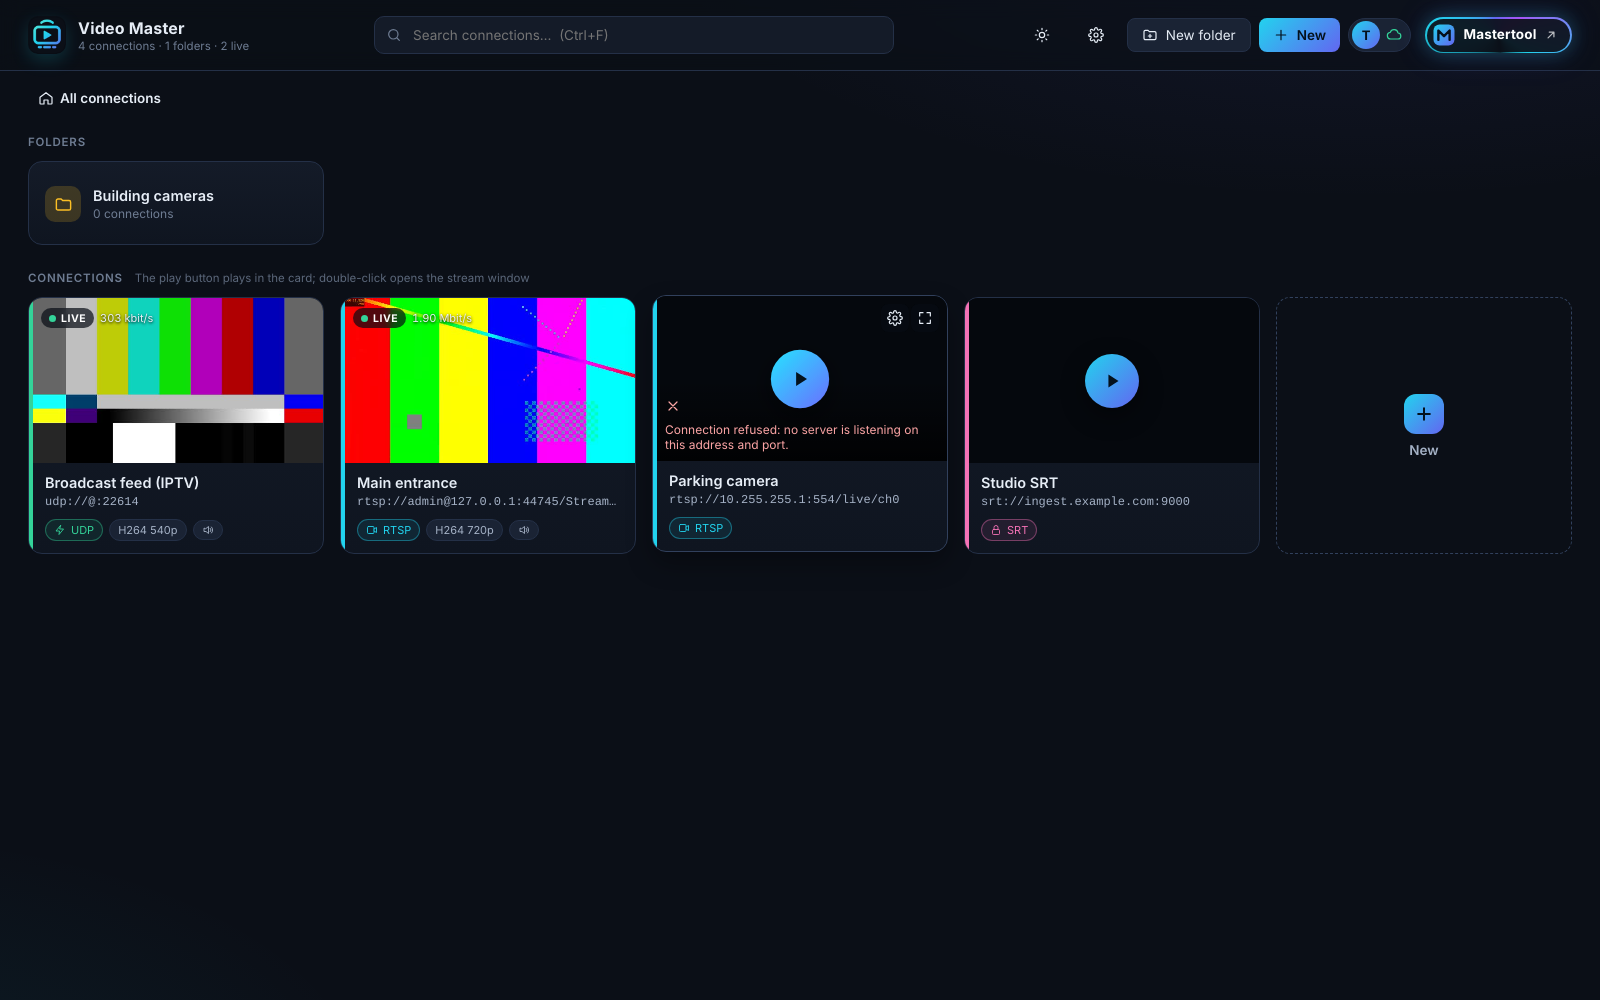 Video Master
4 connections · 1 folders · 2 live
Search connections... (Ctrl+F)
New folder
New
T
Mastertool
All connections
FOLDERS
Building cameras
0 connections
CONNECTIONS
The play button plays in the card; double-click opens the stream window
LIVE
303 kbit/s
Broadcast feed (IPTV)
udp://@:22614
UDP
H264 540p
LIVE
1.90 Mbit/s
Main entrance
rtsp://admin@127.0.0.1:44745/Stream…
RTSP
H264 720p
Connection refused: no server is listening on
this address and port.
Parking camera
rtsp://10.255.255.1:554/live/ch0
RTSP
Studio SRT
srt://ingest.example.com:9000
SRT
New